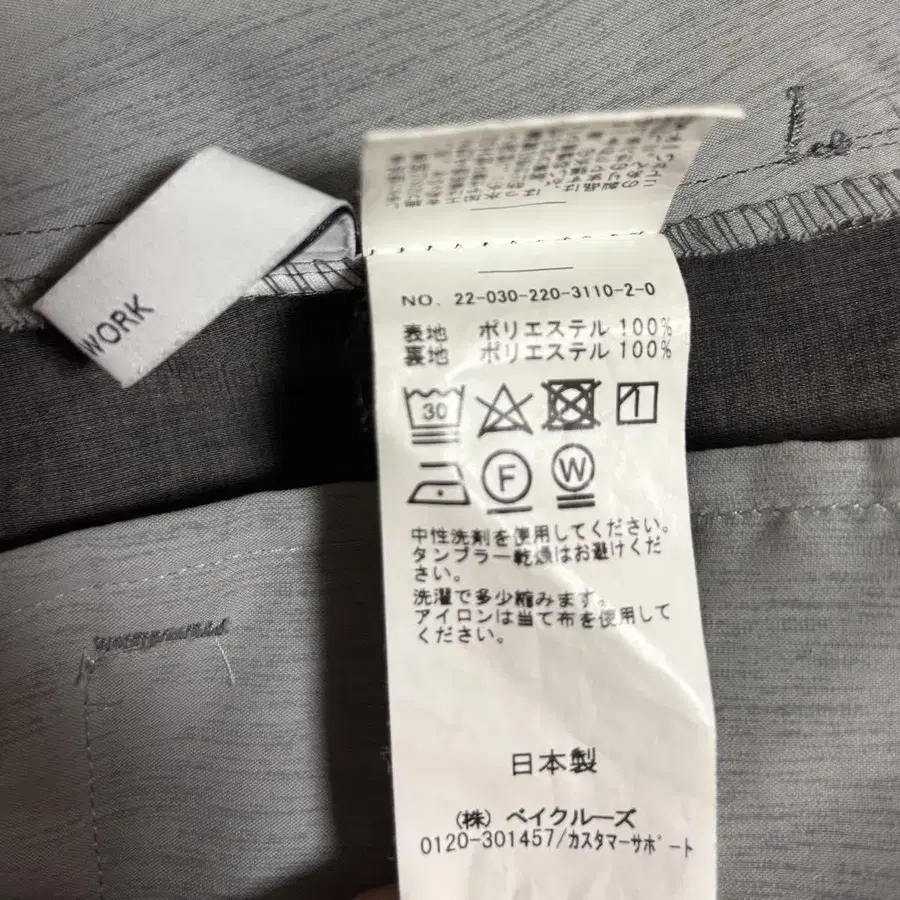 WORK
NO. 22-030-220-3110-2-0
表地 ポリエステル 100%
裏地 ポリエステル 100%
30
F
W
中性洗剤を使用してください。
タンブラー乾燥はお避けくだ
さい。
洗濯で多少縮みます。
アイロンは当て布を使用して
ください。
日本製
(株) ベイクルーズ
0120-301457/カスタマーサポート